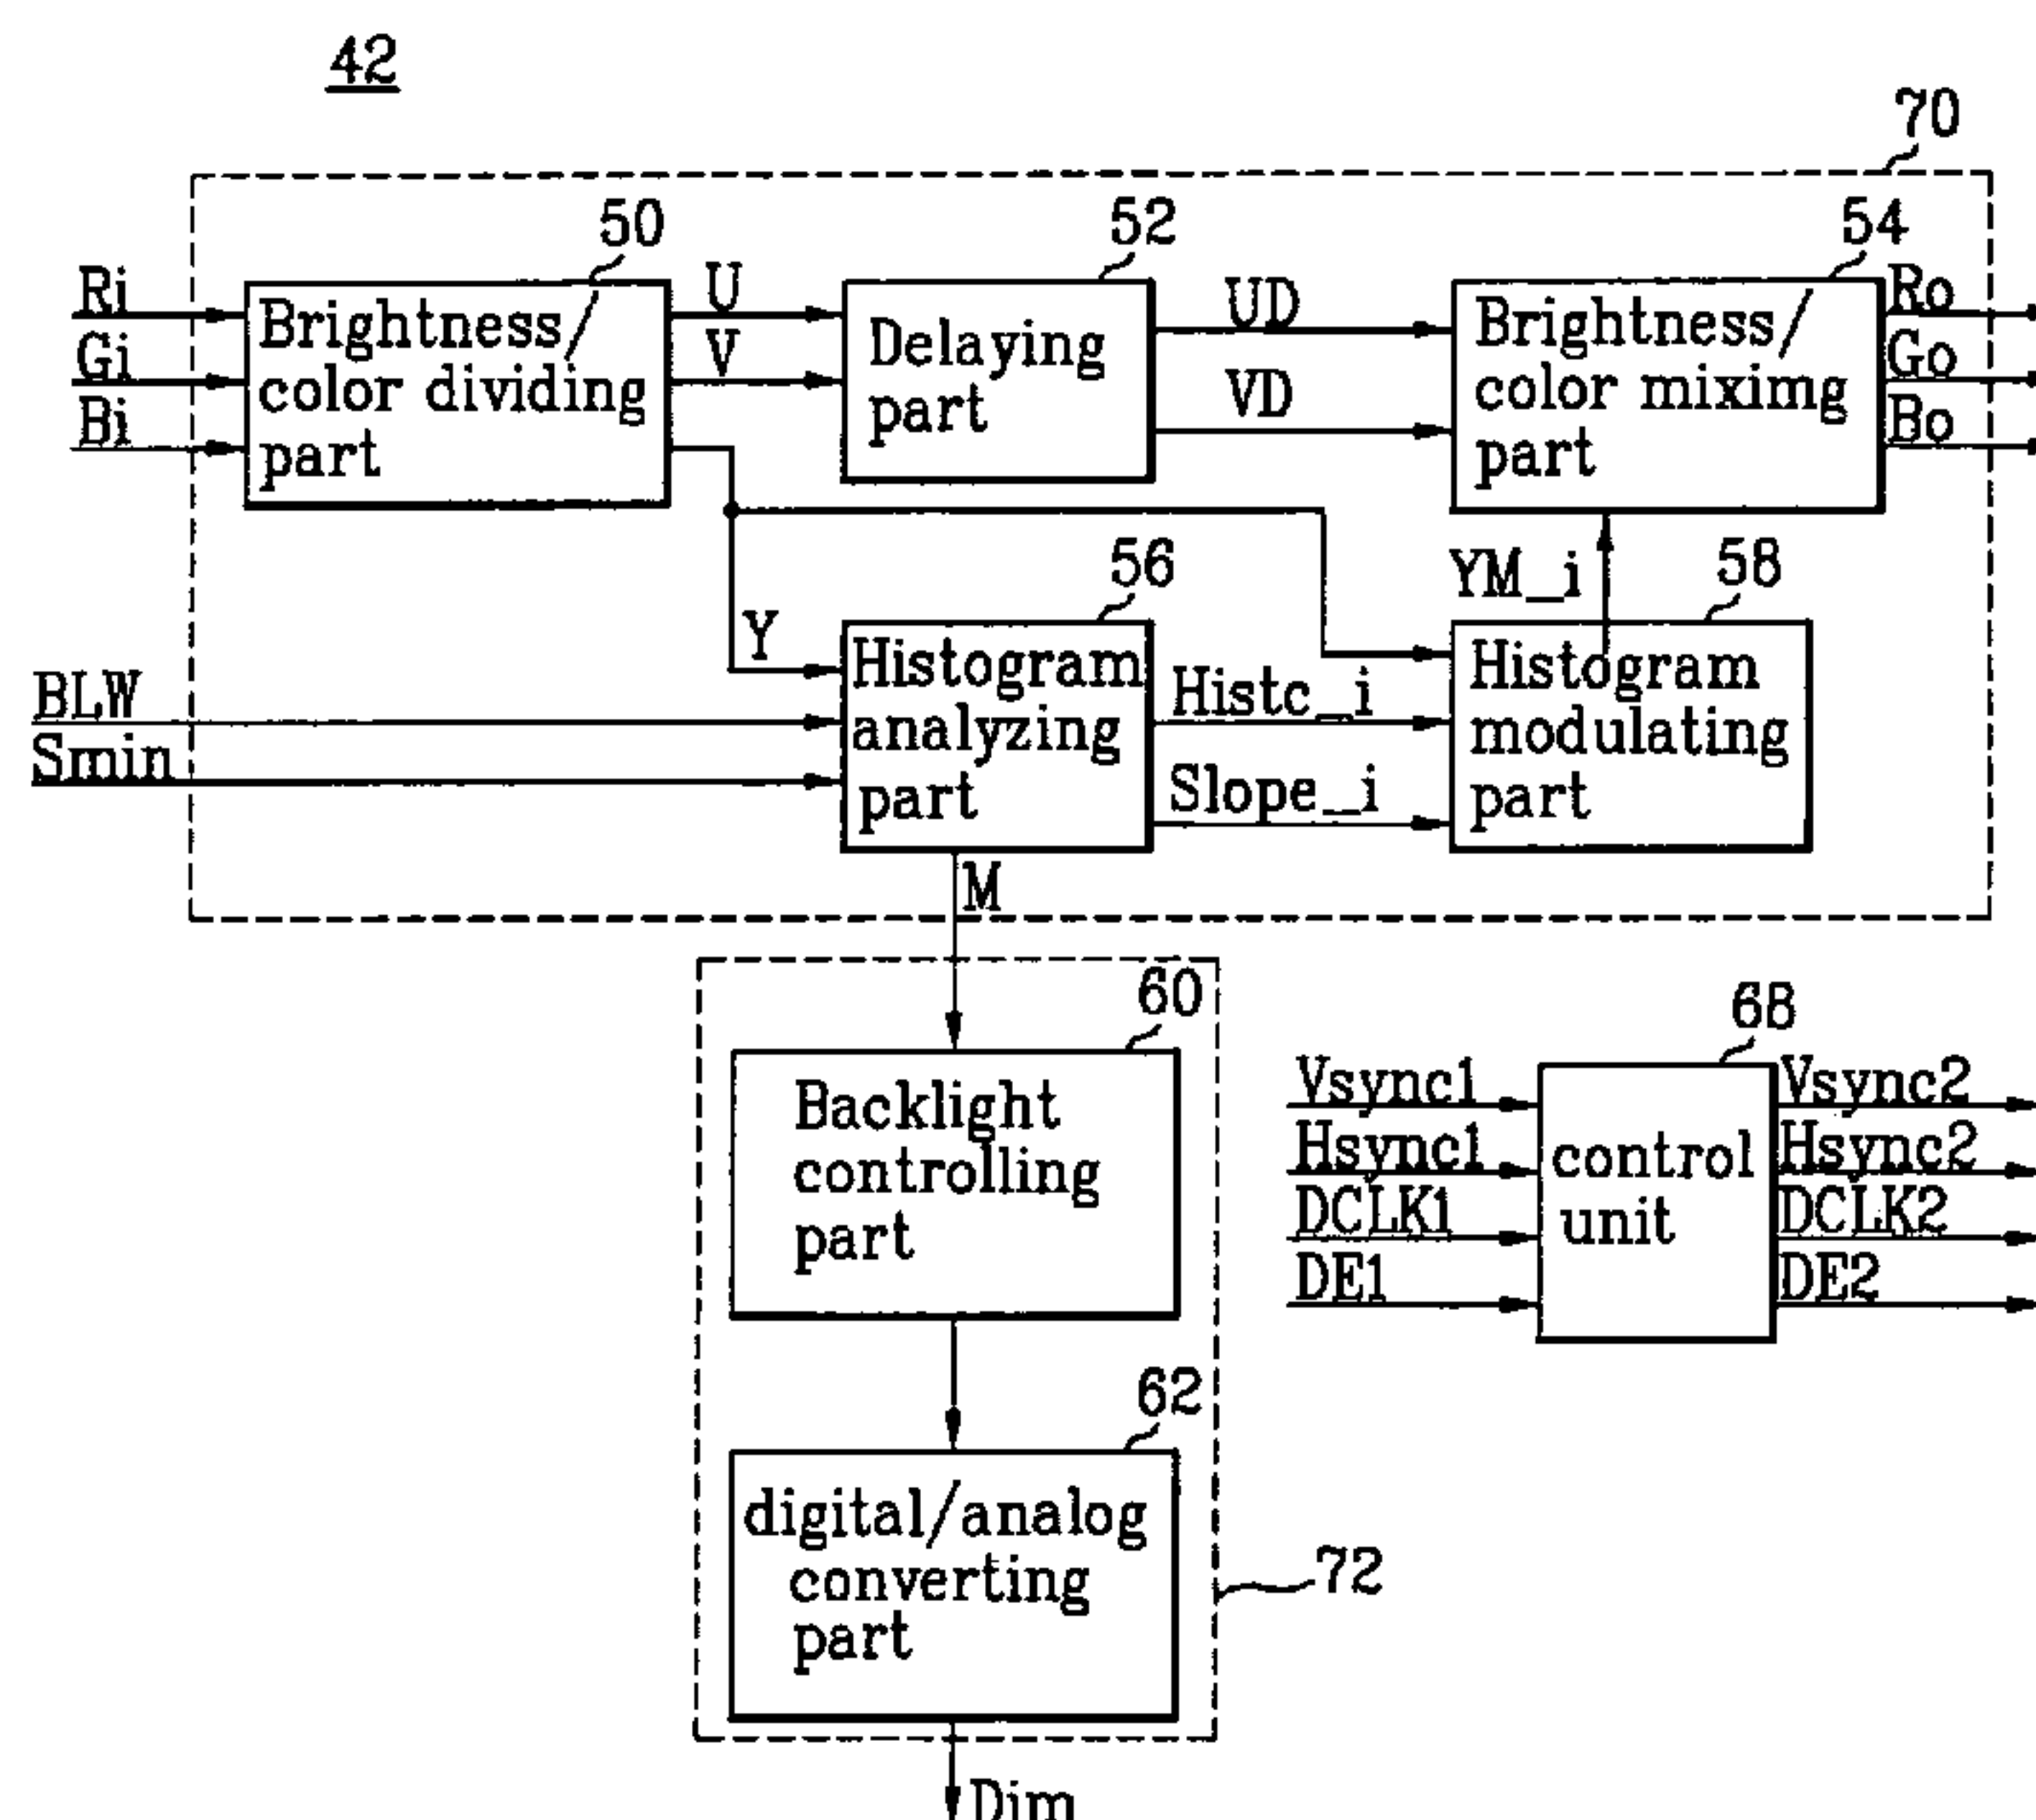 42
70
50
52
54
Ri
Gi
Bi
Brightness/
color dividing
part
U
V
Delaying
part
UD
VD
Brightness/
color miximg
part
Ro
Go
Bo
56
YM_i
58
Y
BLW
Smin
Histogram
analyzing
part
Histc_i
Slope_i
Histogram
modulating
part
M
60
Backlight
controlling
part
68
Vsync1
Hsync1
DCLK1
DE1
control
unit
Vsync2
Hsync2
DCLK2
DE2
62
digital/analog
converting
part
72
Dim